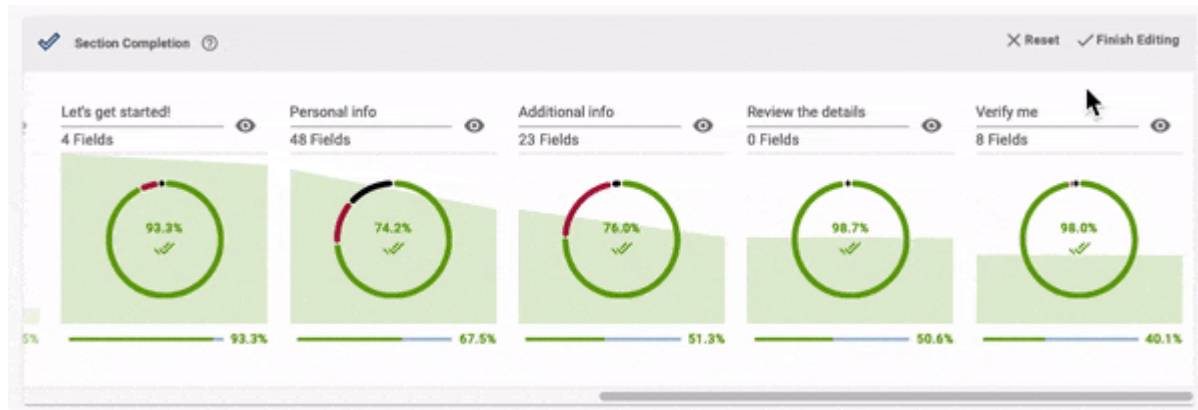 Section Completion ?
Reset Finish Editing
Let's get started!
4 Fields
93.3%
93.3%
Personal info
48 Fields
74.2%
67.5%
Additional info
23 Fields
76.0%
51.3%
Review the details
0 Fields
98.7%
50.6%
Verify me
8 Fields
98.0%
40.1%
5%